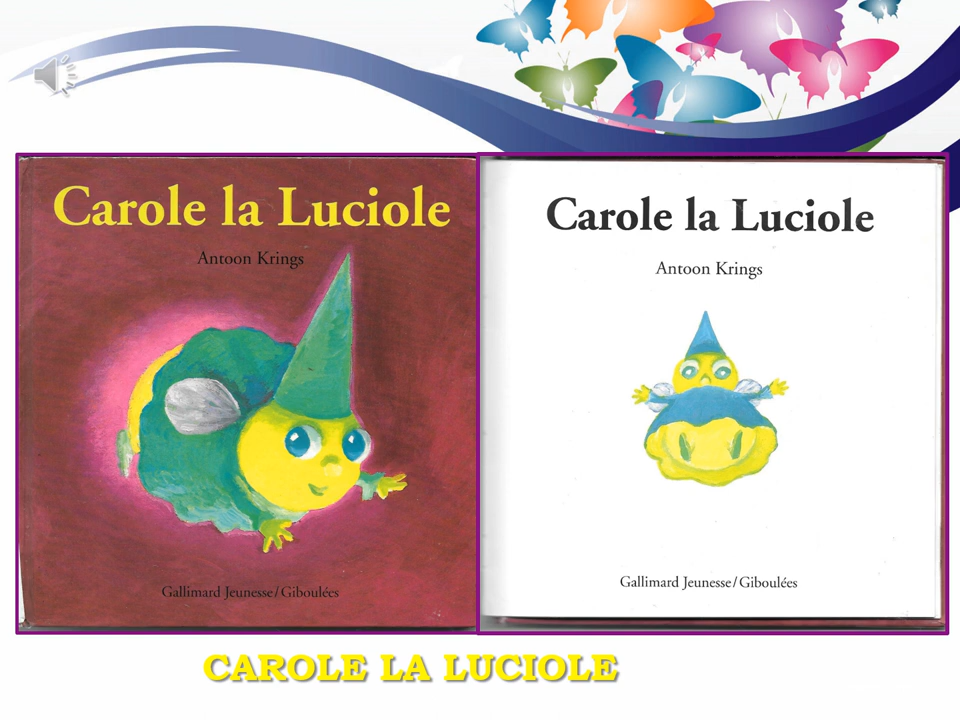 Carole la Luciole
Antoon Krings
Gallimard Jeunesse/Giboulées
Carole la Luciole
Antoon Krings
Gallimard Jeunesse/Giboulées
CAROLE LA LUCIOLE